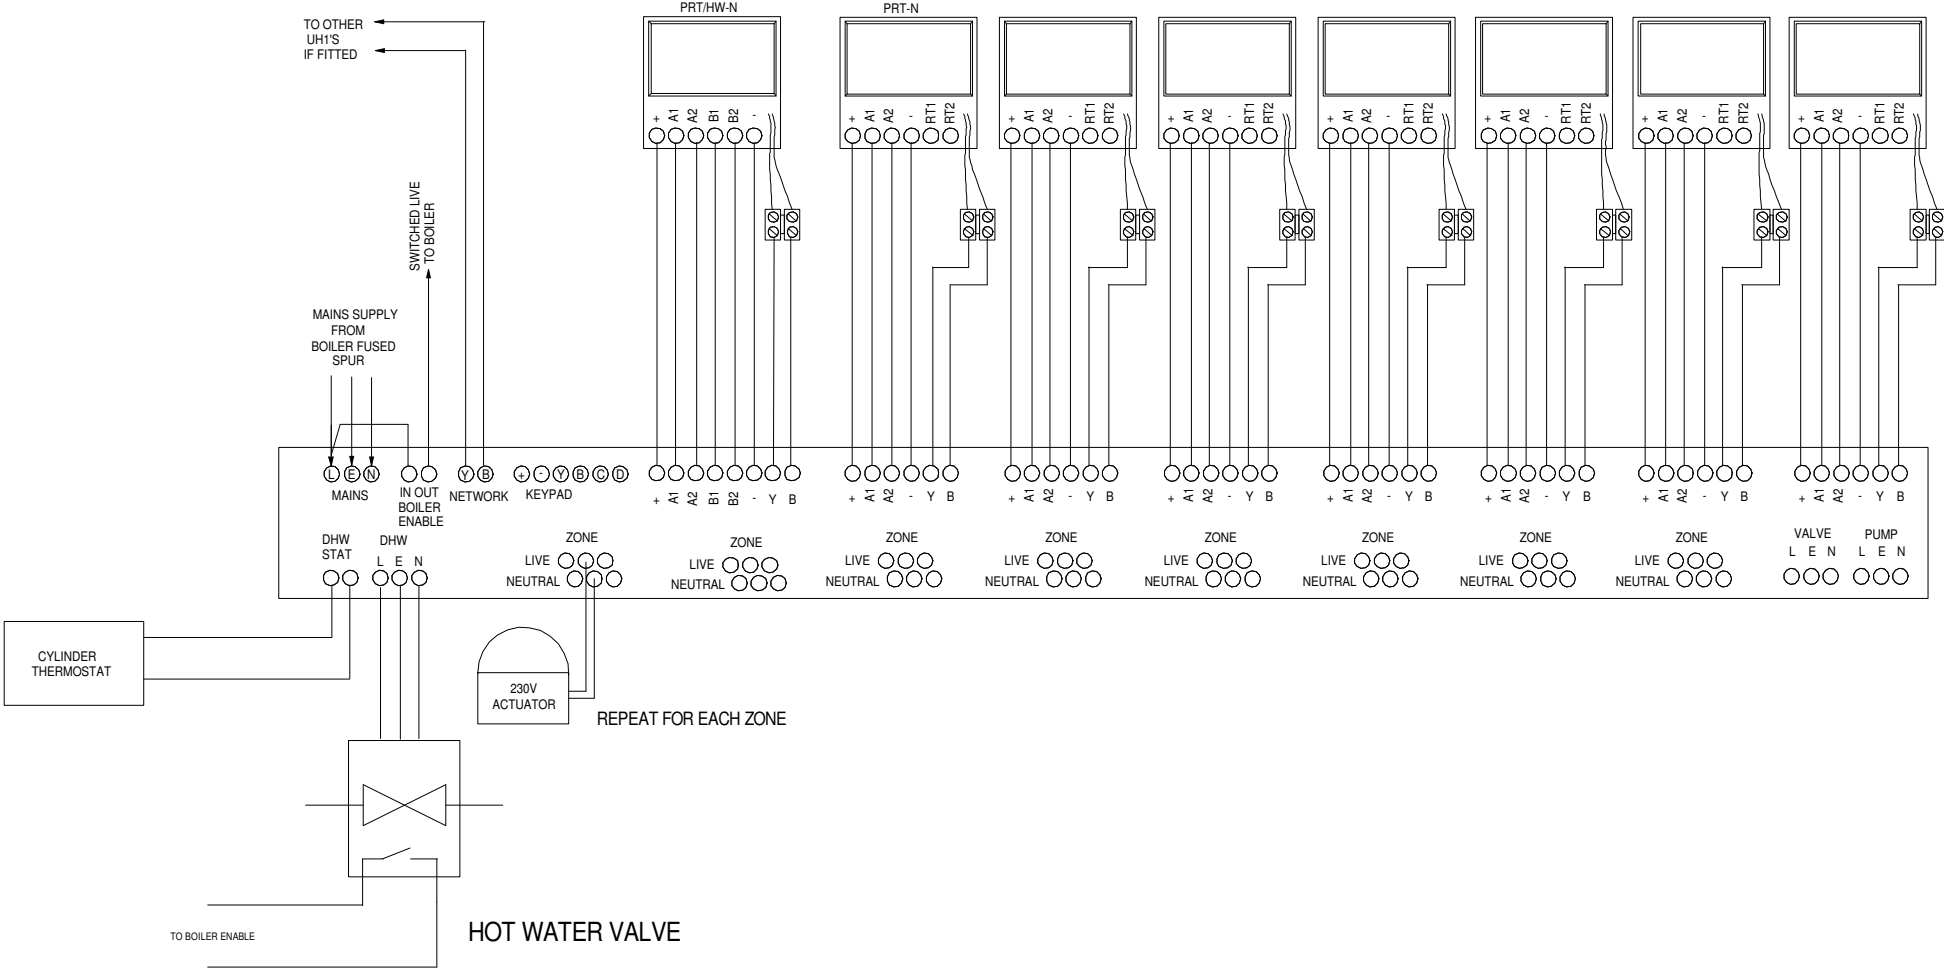 PRT/HW-N
PRT-N
TO OTHER
UH1'S
IF FITTED
+ A1 A2 B1 B2 -
+ A1 A2 - RT1 RT2
+ A1 A2 - RT1 RT2
+ A1 A2 - RT1 RT2
+ A1 A2 - RT1 RT2
+ A1 A2 - RT1 RT2
+ A1 A2 - RT1 RT2
+ A1 A2 - RT1 RT2
SWITCHED LIVE
TO BOILER
MAINS SUPPLY
FROM
BOILER FUSED
SPUR
L E N
MAINS
IN OUT
BOILER
ENABLE
Y B
NETWORK
+ - Y B C D
KEYPAD
+ A1 A2 B1 B2 - Y B
+ A1 A2 - Y B
+ A1 A2 - Y B
+ A1 A2 - Y B
+ A1 A2 - Y B
+ A1 A2 - Y B
+ A1 A2 - Y B
+ A1 A2 - Y B
DHW
STAT
DHW
L E N
ZONE
LIVE
NEUTRAL
ZONE
LIVE
NEUTRAL
ZONE
LIVE
NEUTRAL
ZONE
LIVE
NEUTRAL
ZONE
LIVE
NEUTRAL
ZONE
LIVE
NEUTRAL
ZONE
LIVE
NEUTRAL
ZONE
LIVE
NEUTRAL
VALVE
L E N
PUMP
L E N
CYLINDER
THERMOSTAT
230V
ACTUATOR
REPEAT FOR EACH ZONE
TO BOILER ENABLE
HOT WATER VALVE